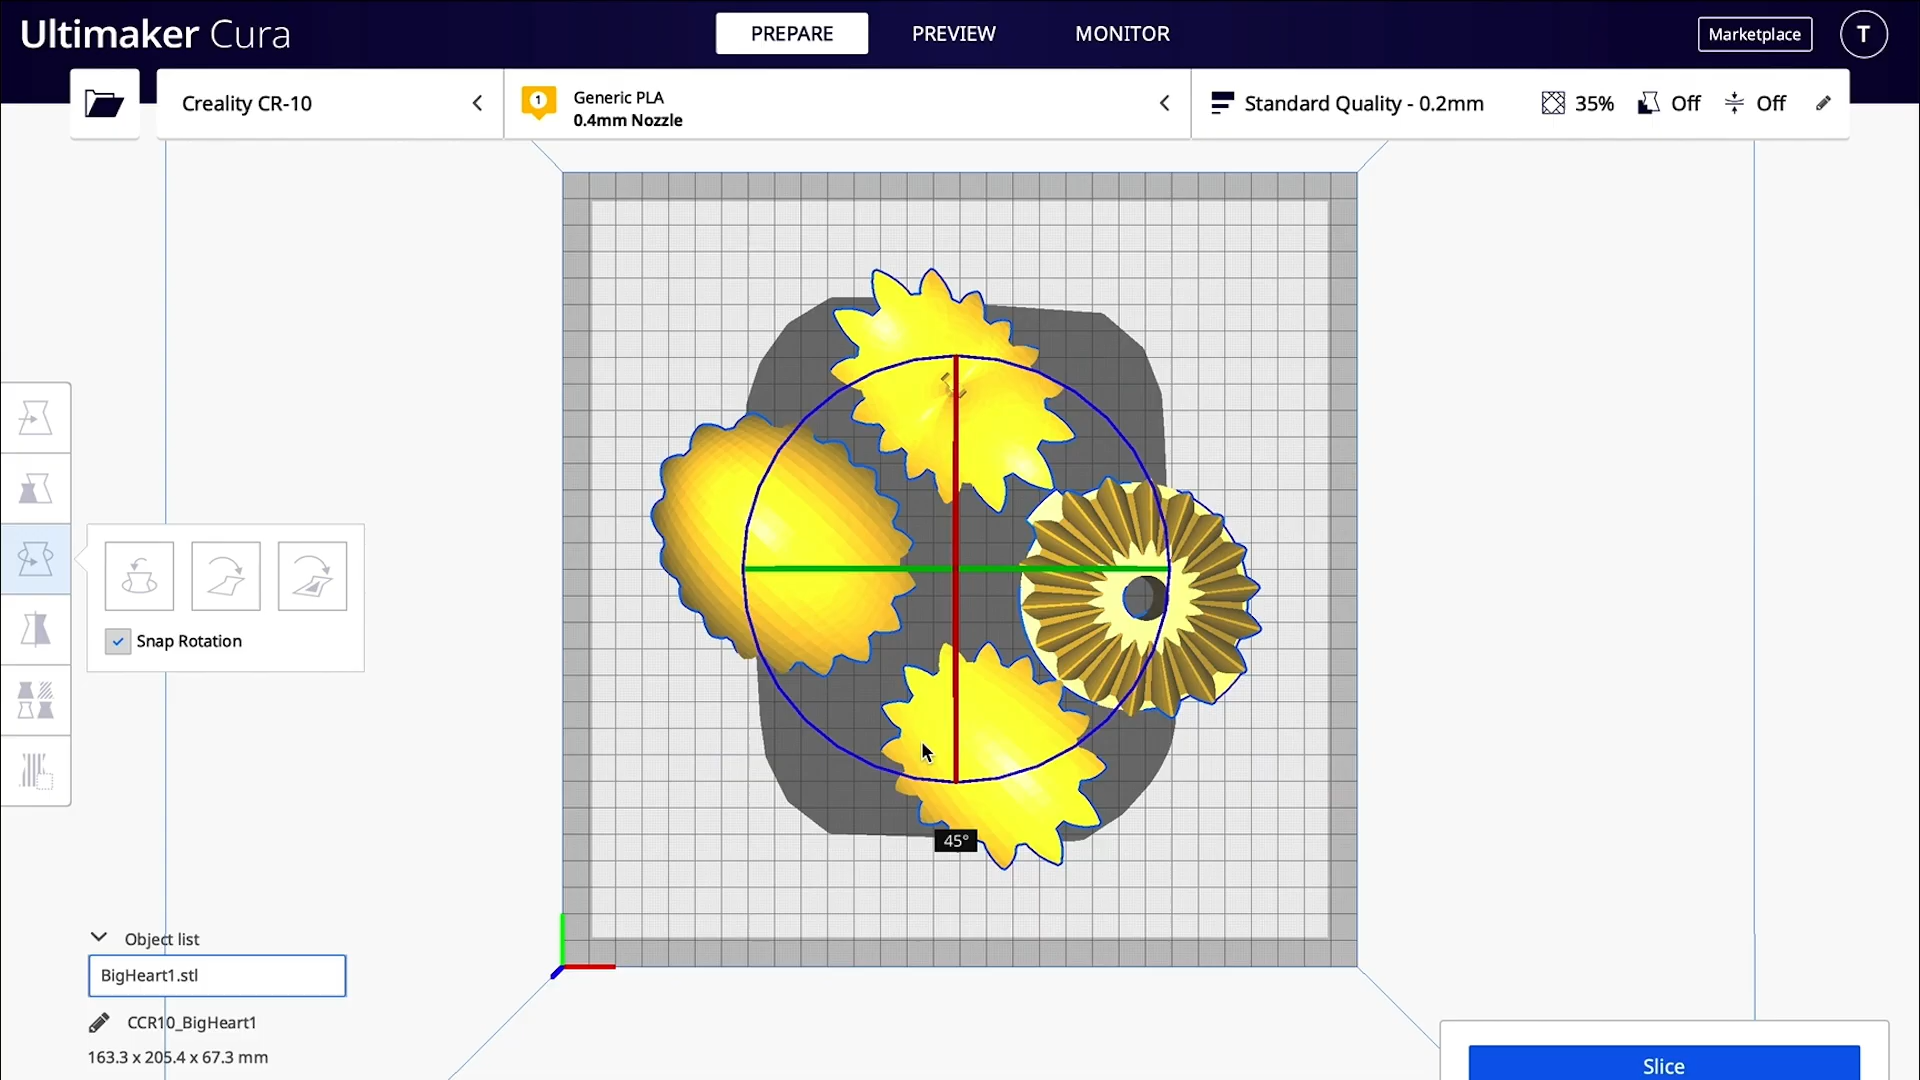 Ultimaker Cura
PREPARE
PREVIEW
MONITOR
Marketplace
T
Creality CR-10
1
Generic PLA
0.4mm Nozzle
Standard Quality - 0.2mm
35%
Off
Off
Snap Rotation
45°
Object list
BigHeart1.stl
CCR10_BigHeart1
163.3 x 205.4 x 67.3 mm
Slice